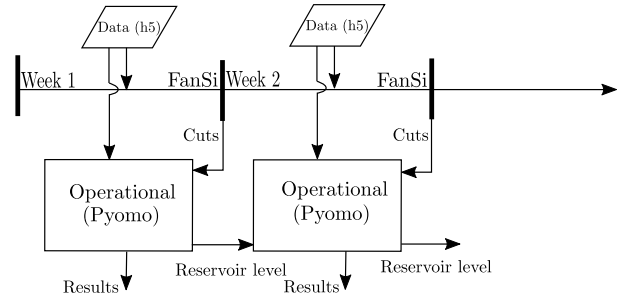 Data (h5)
Data (h5)
Week 1
FanSi
Week 2
FanSi
Cuts
Cuts
Operational
(Pyomo)
Operational
(Pyomo)
Reservoir level
Reservoir level
Results
Results